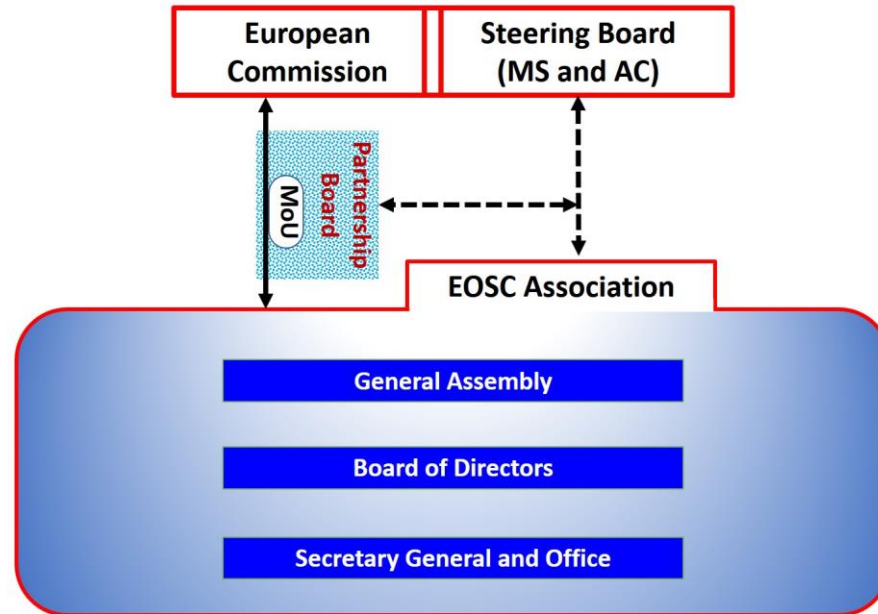 European
Commission
Steering Board
(MS and AC)
Partnership
Board
MoU
EOSC Association
General Assembly
Board of Directors
Secretary General and Office